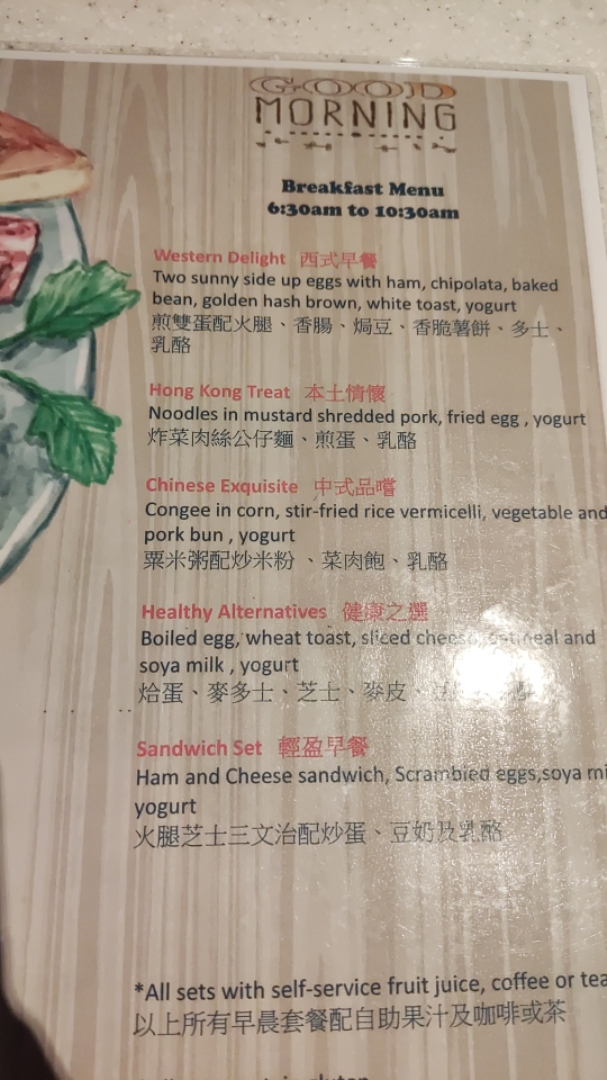 GOOD
MORNING
Breakfast Menu
6:30am to 10:30am
Western Delight 西式早餐
Two sunny side up eggs with ham, chipolata, baked
bean, golden hash brown, white toast, yogurt
煎雙蛋配火腿、香腸、焗豆、香脆薯餅、多士、
乳酪
Hong Kong Treat 本土情懷
Noodles in mustard shredded pork, fried egg , yogurt
炸菜肉絲公仔麵、煎蛋、乳酪
Chinese Exquisite 中式品嚐
Congee in corn, stir-fried rice vermicelli, vegetable and
pork bun , yogurt
粟米粥配炒米粉 、菜肉飽、乳酪
Healthy Alternatives 健康之選
Boiled egg, wheat toast, sliced cheese, oatmeal and
soya milk , yogurt
烚蛋、麥多士、芝士、麥皮、
Sandwich Set 輕盈早餐
Ham and Cheese sandwich, Scrambied eggs,soya
yogurt
火腿芝士三文治配炒蛋、豆奶及乳酪
*All sets with self-service fruit juice, coffee or tea
以上所有早晨套餐配自助果汁及咖啡或茶